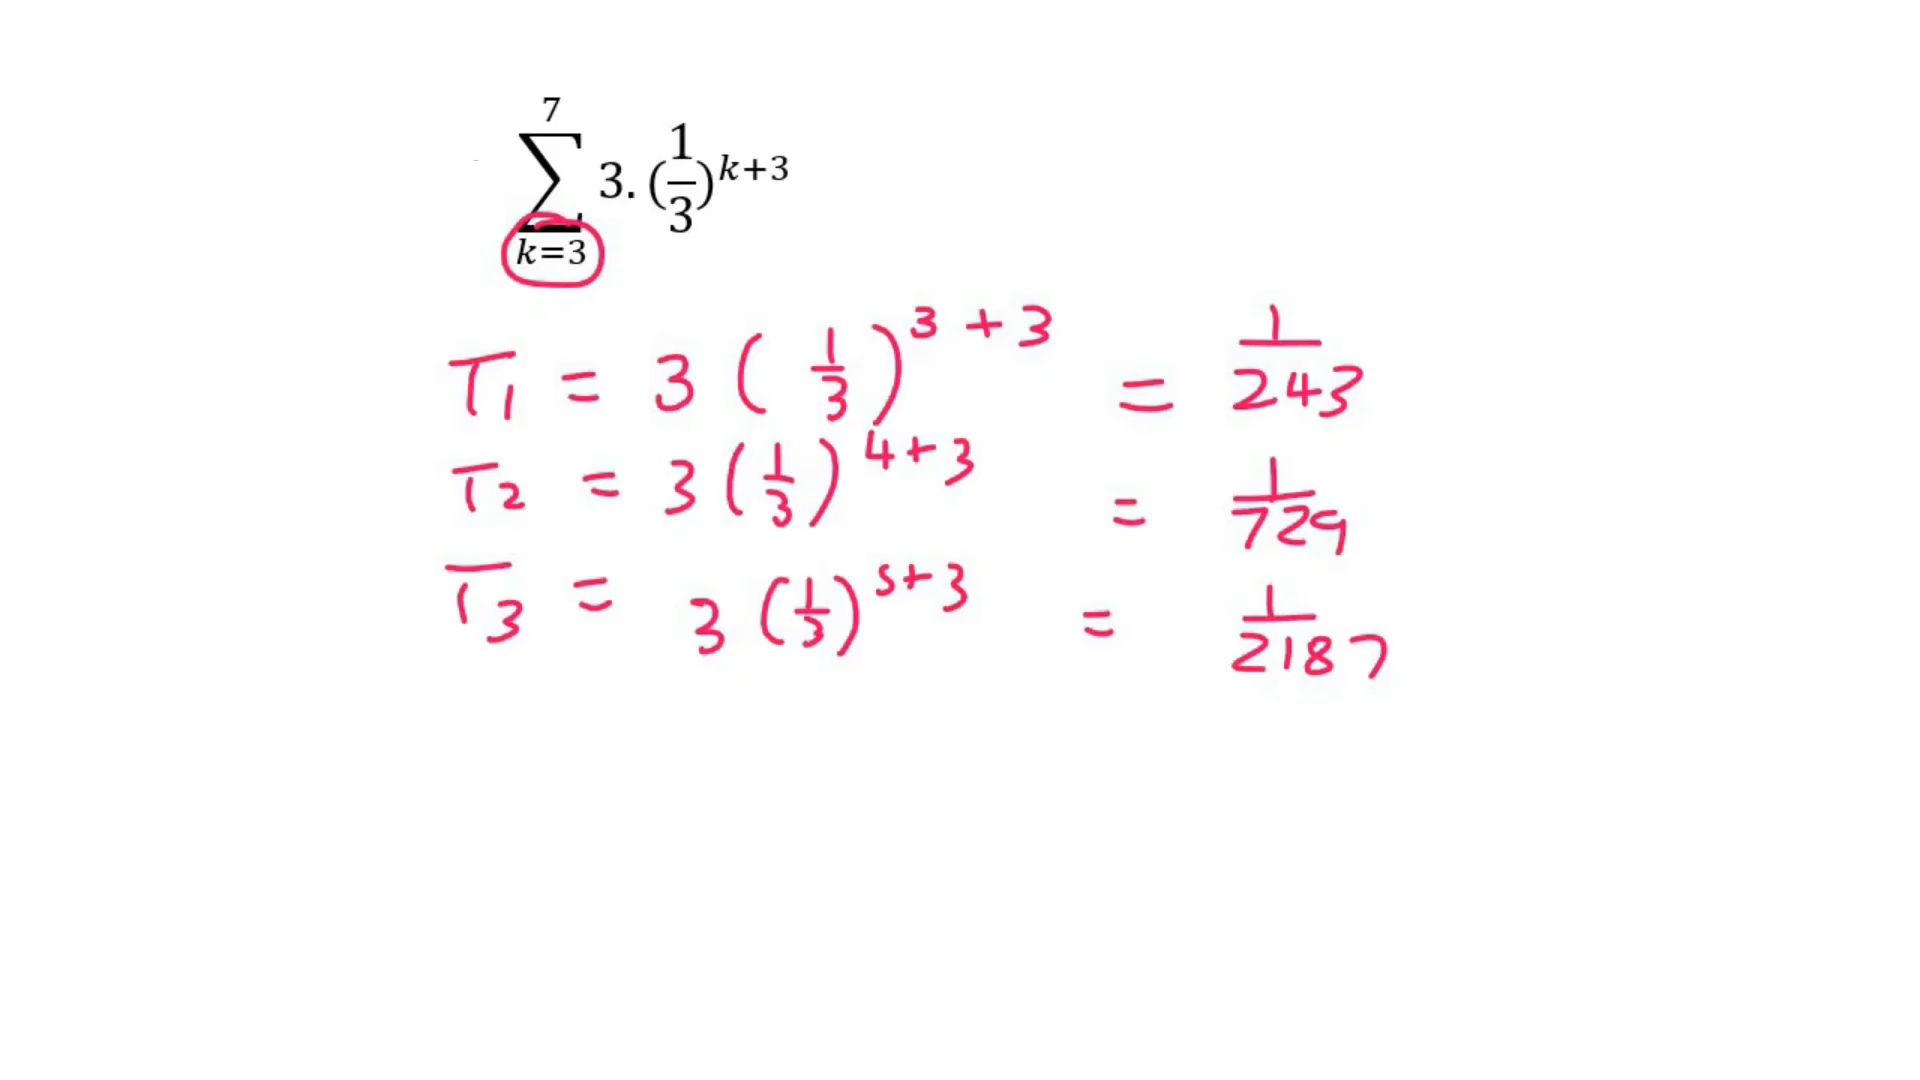 7
∑ 3. (1/3)^{k+3}
k=3
T1 = 3 ( 1/3 )^{3 + 3} = 1/243
T2 = 3 ( 1/3 )^{4 + 3} = 1/729
T3 = 3 ( 1/3 )^{5 + 3} = 1/2187